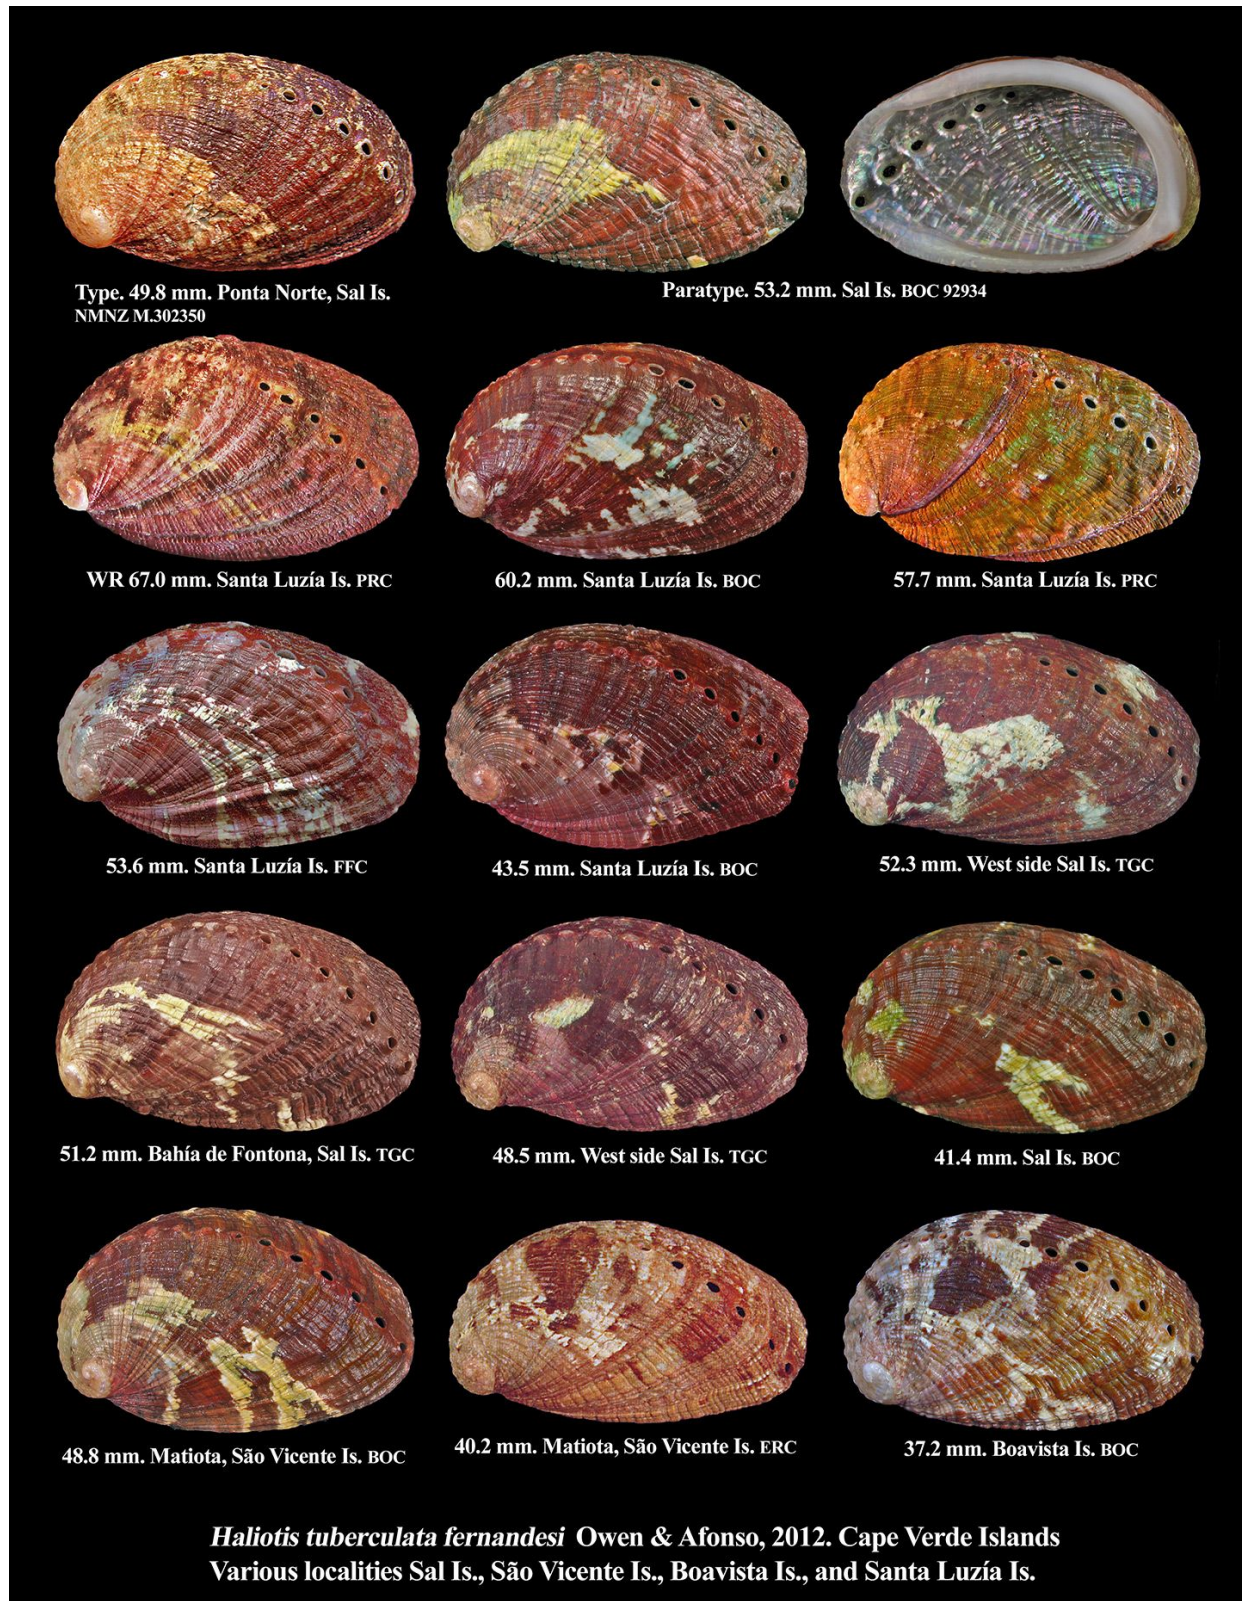 Type. 49.8 mm. Ponta Norte, Sal Is.
NMNZ M.302350
Paratype. 53.2 mm. Sal Is. BOC 92934
WR 67.0 mm. Santa Luzía Is. PRC
60.2 mm. Santa Luzía Is. BOC
57.7 mm. Santa Luzía Is. PRC
53.6 mm. Santa Luzía Is. FFC
43.5 mm. Santa Luzía Is. BOC
52.3 mm. West side Sal Is. TGC
51.2 mm. Bahía de Fontona, Sal Is. TGC
48.5 mm. West side Sal Is. TGC
41.4 mm. Sal Is. BOC
48.8 mm. Matiota, São Vicente Is. BOC
40.2 mm. Matiota, São Vicente Is. ERC
37.2 mm. Boavista Is. BOC
Haliotis tuberculata fernandesi Owen & Afonso, 2012. Cape Verde Islands
Various localities Sal Is., São Vicente Is., Boavista Is., and Santa Luzía Is.